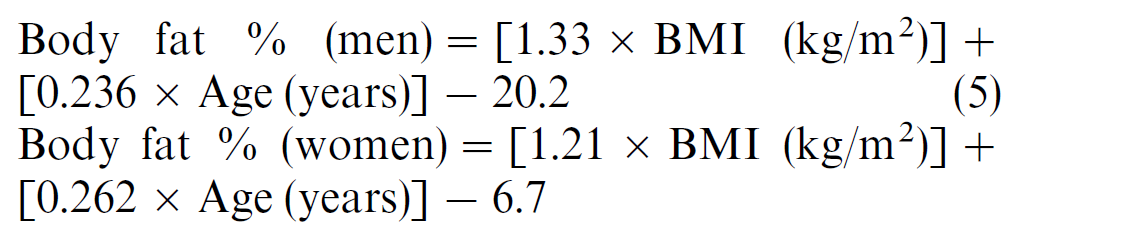 Body fat % (men) = [1.33 × BMI (kg/m²)] +
[0.236 × Age (years)] − 20.2 (5)
Body fat % (women) = [1.21 × BMI (kg/m²)] +
[0.262 × Age (years)] − 6.7